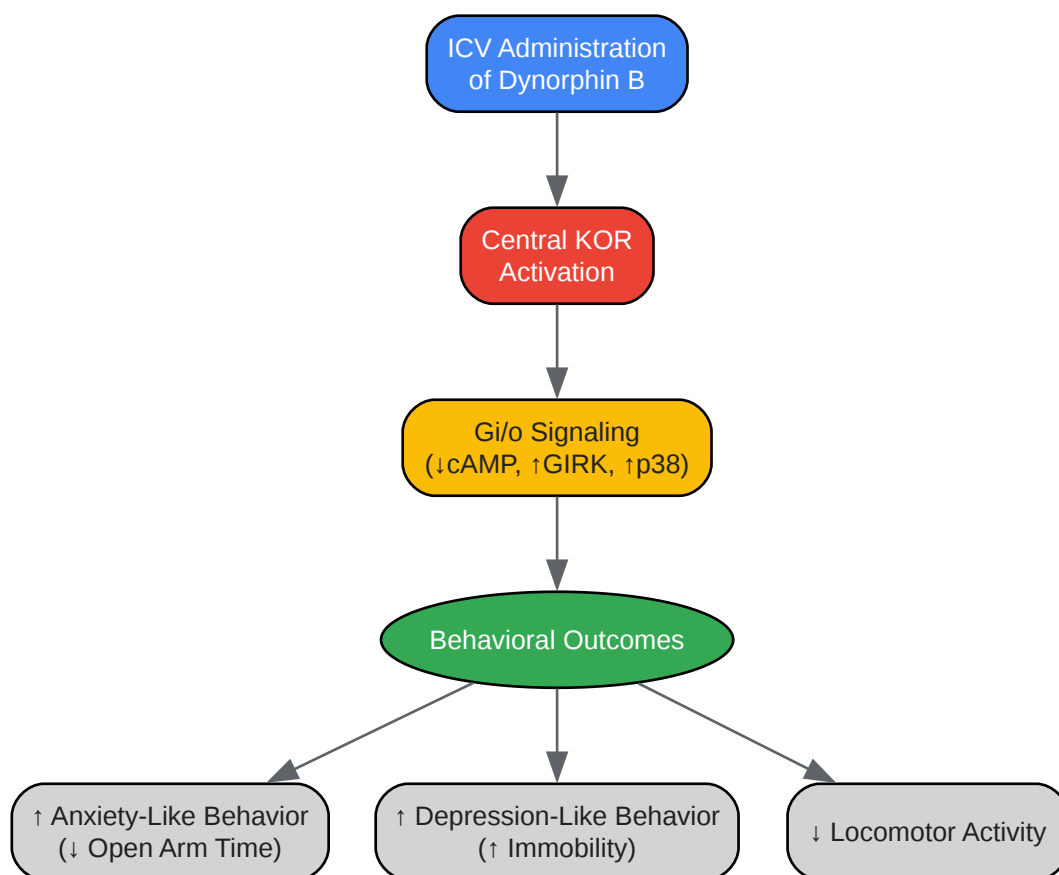 ICV Administration
of Dynorphin B
Central KOR
Activation
Gi/o Signaling
(↓cAMP, ↑GIRK, ↑p38)
Behavioral Outcomes
↑ Anxiety-Like Behavior
(↓ Open Arm Time)
↑ Depression-Like Behavior
(↑ Immobility)
↓ Locomotor Activity